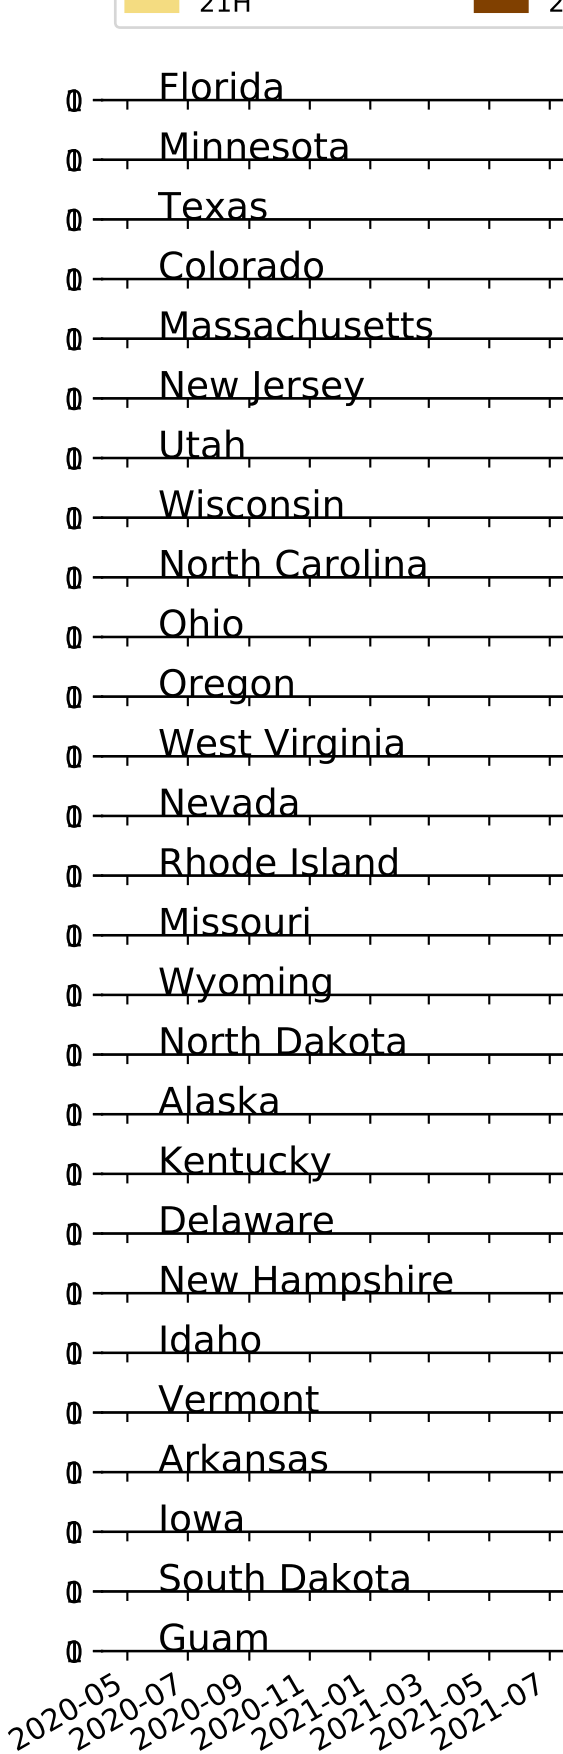 21H 2
Florida
Minnesota
Texas
Colorado
Massachusetts
New Jersey
Utah
Wisconsin
North Carolina
Ohio
Oregon
West Virginia
Nevada
Rhode Island
Missouri
Wyoming
North Dakota
Alaska
Kentucky
Delaware
New Hampshire
Idaho
Vermont
Arkansas
Iowa
South Dakota
Guam
2020-05 2020-07 2020-09 2020-11 2021-01 2021-03 2021-05 2021-07